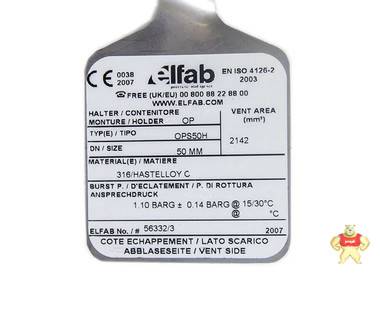 CE 0038 2007
elfab
EN ISO 4126-2 2003
FREE (UK/EU) 00 800 88 22 88 00
WWW.ELFAB.COM
HALTER / CONTENITORE
MONTURE / HOLDER OP
VENT AREA (mm²)
TYP(E) / TIPO OPS50H
2142
DN / SIZE 50 MM
MATERIAL(E) / MATIERE
316/HASTELLOY C
BURST P. / D'ECLATEMENT / P. DI ROTTURA
ANSPRECHDRUCK
1.10 BARG ± 0.14 BARG @ 15/30°C
@ °C
ELFAB No. / # 56332/3 2007
COTE ECHAPPEMENT / LATO SCARICO
ABBLASESEITE / VENT SIDE